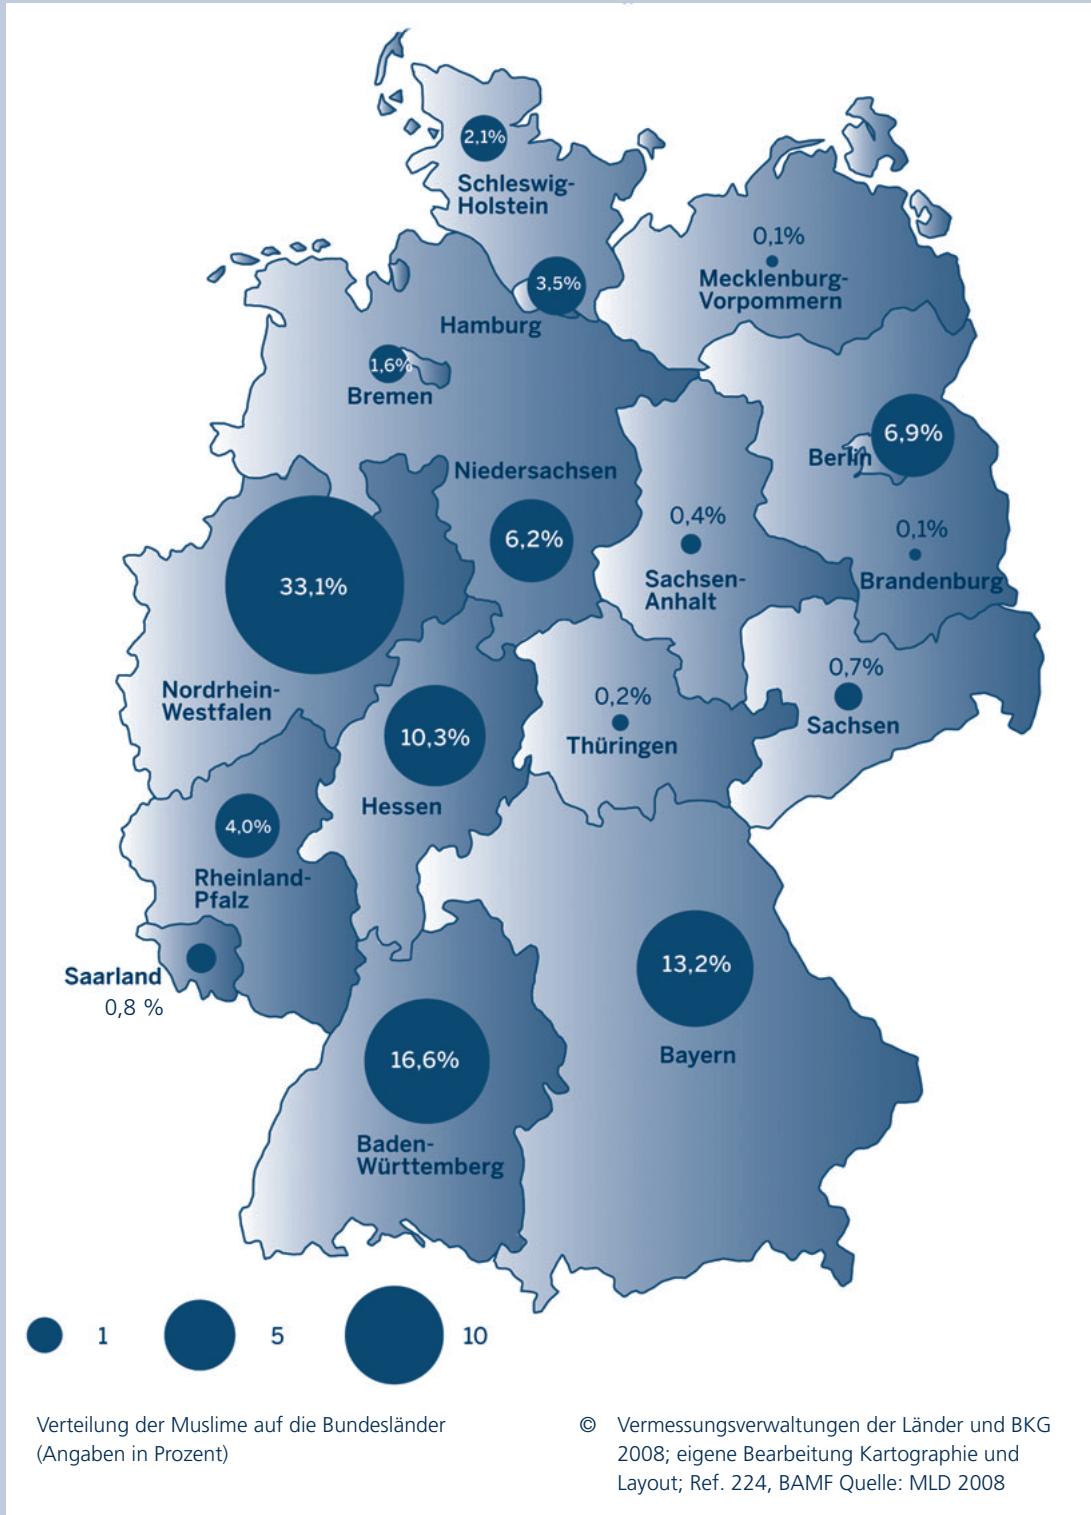 2,1%
Schleswig-
Holstein
0,1%
Mecklenburg-
Vorpommern
3,5%
Hamburg
1,6%
Bremen
6,9%
Berlin
Niedersachsen
6,2%
0,4%
Sachsen-
Anhalt
0,1%
Brandenburg
33,1%
Nordrhein-
Westfalen
0,7%
Sachsen
0,2%
Thüringen
10,3%
Hessen
4,0%
Rheinland-
Pfalz
Saarland
0,8 %
13,2%
Bayern
16,6%
Baden-
Württemberg
1
5
10
Verteilung der Muslime auf die Bundesländer
(Angaben in Prozent)
© Vermessungsverwaltungen der Länder und BKG
2008; eigene Bearbeitung Kartographie und
Layout; Ref. 224, BAMF Quelle: MLD 2008